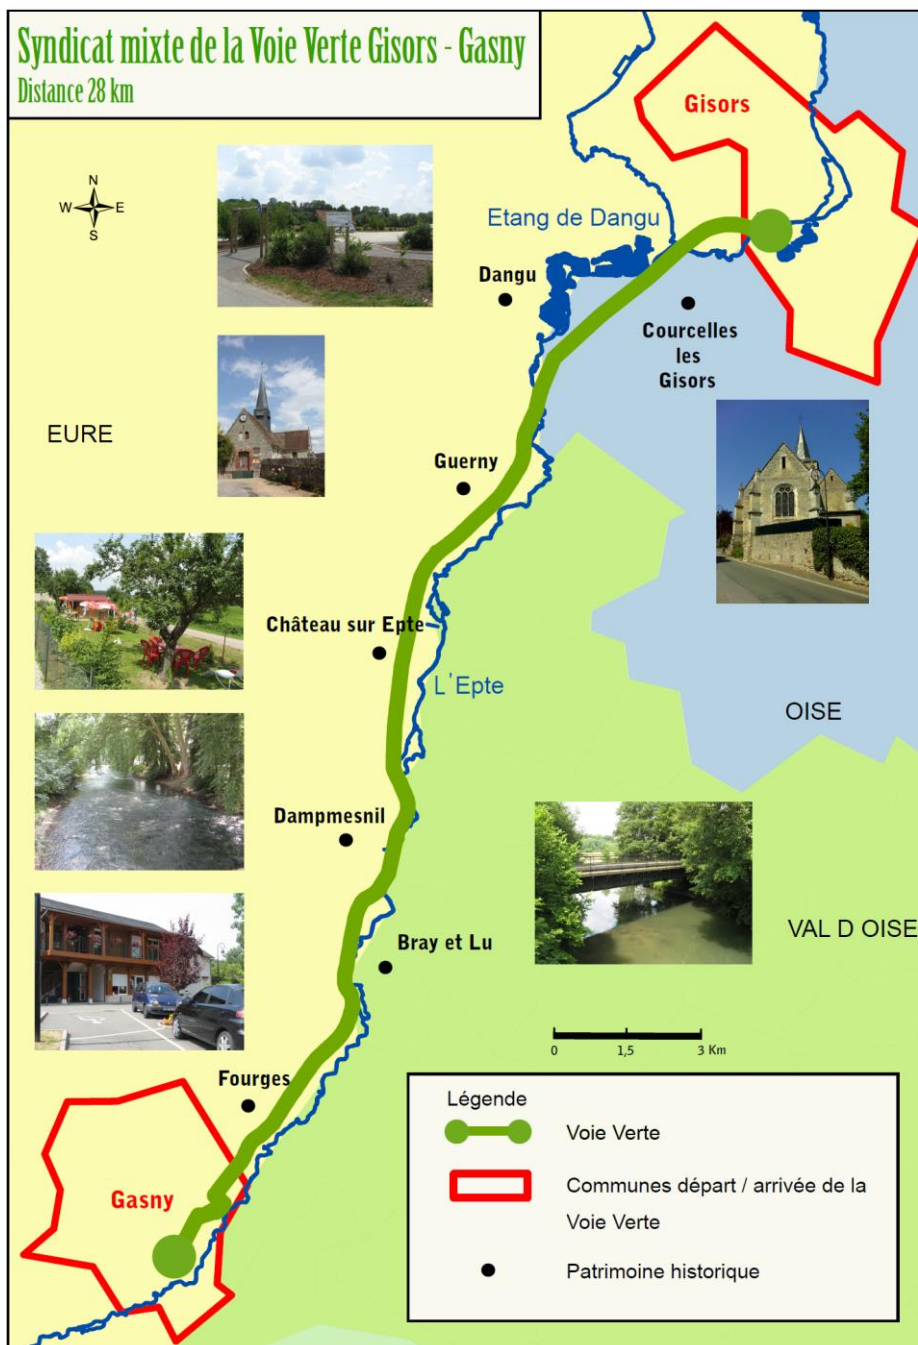 Syndicat mixte de la Voie Verte Gisors - Gasny
Distance 28 km
N
W E
S
Gisors
Etang de Dangu
Dangu
Courcelles
les
Gisors
EURE
Guerny
Château sur Epte
L'Epte
OISE
Dampmesnil
VAL D OISE
Bray et Lu
0 1,5 3 Km
Fourges
Gasny
Légende
Voie Verte
Communes départ / arrivée de la
Voie Verte
Patrimoine historique